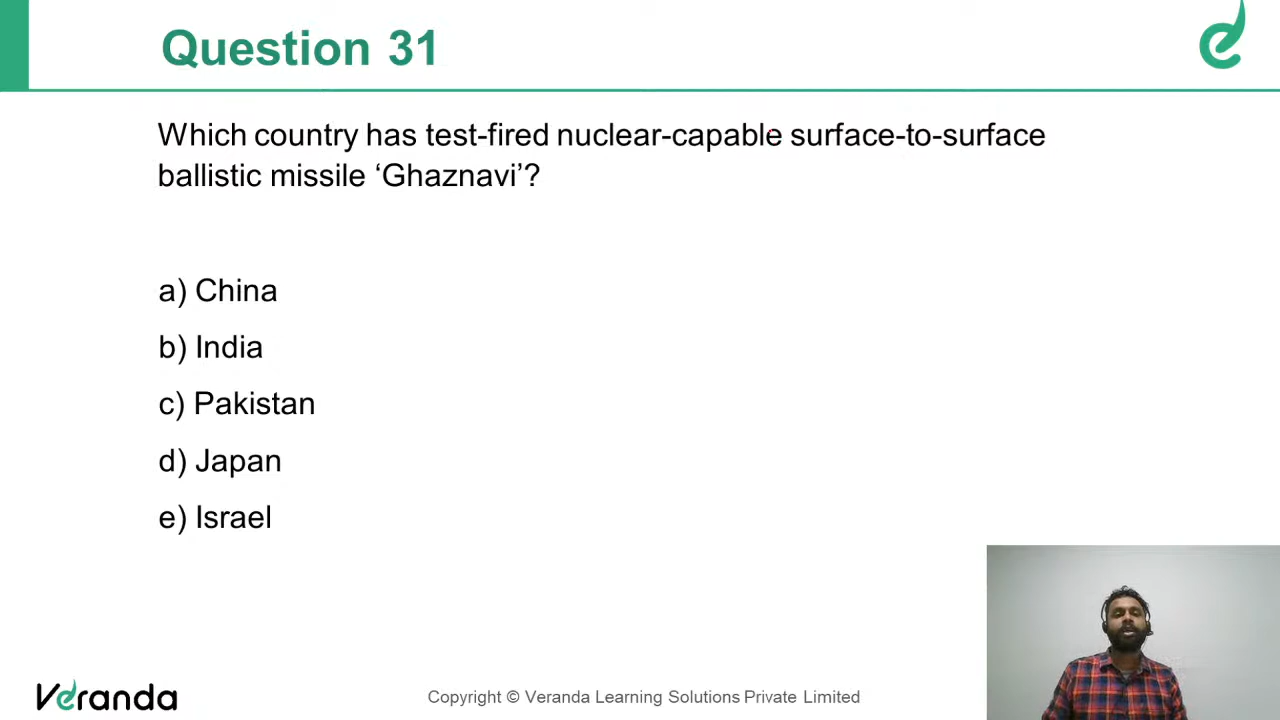 Question 31
Which country has test-fired nuclear-capable surface-to-surface
ballistic missile ‘Ghaznavi’?
a) China
b) India
c) Pakistan
d) Japan
e) Israel
Veranda
Copyright © Veranda Learning Solutions Private Limited